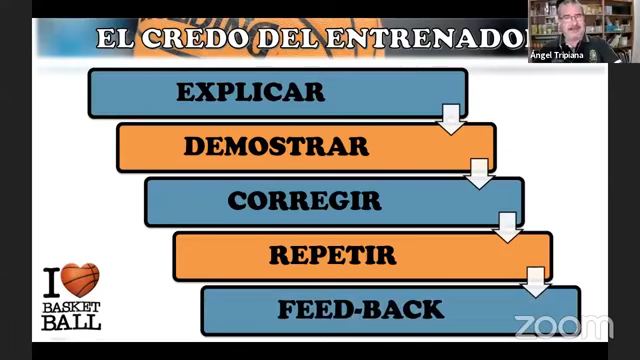 EL CREDO DEL ENTRENADO
Ángel Tripiana
EXPLICAR
DEMOSTRAR
CORREGIR
REPETIR
FEED-BACK
I
BASKET
BALL
zoom